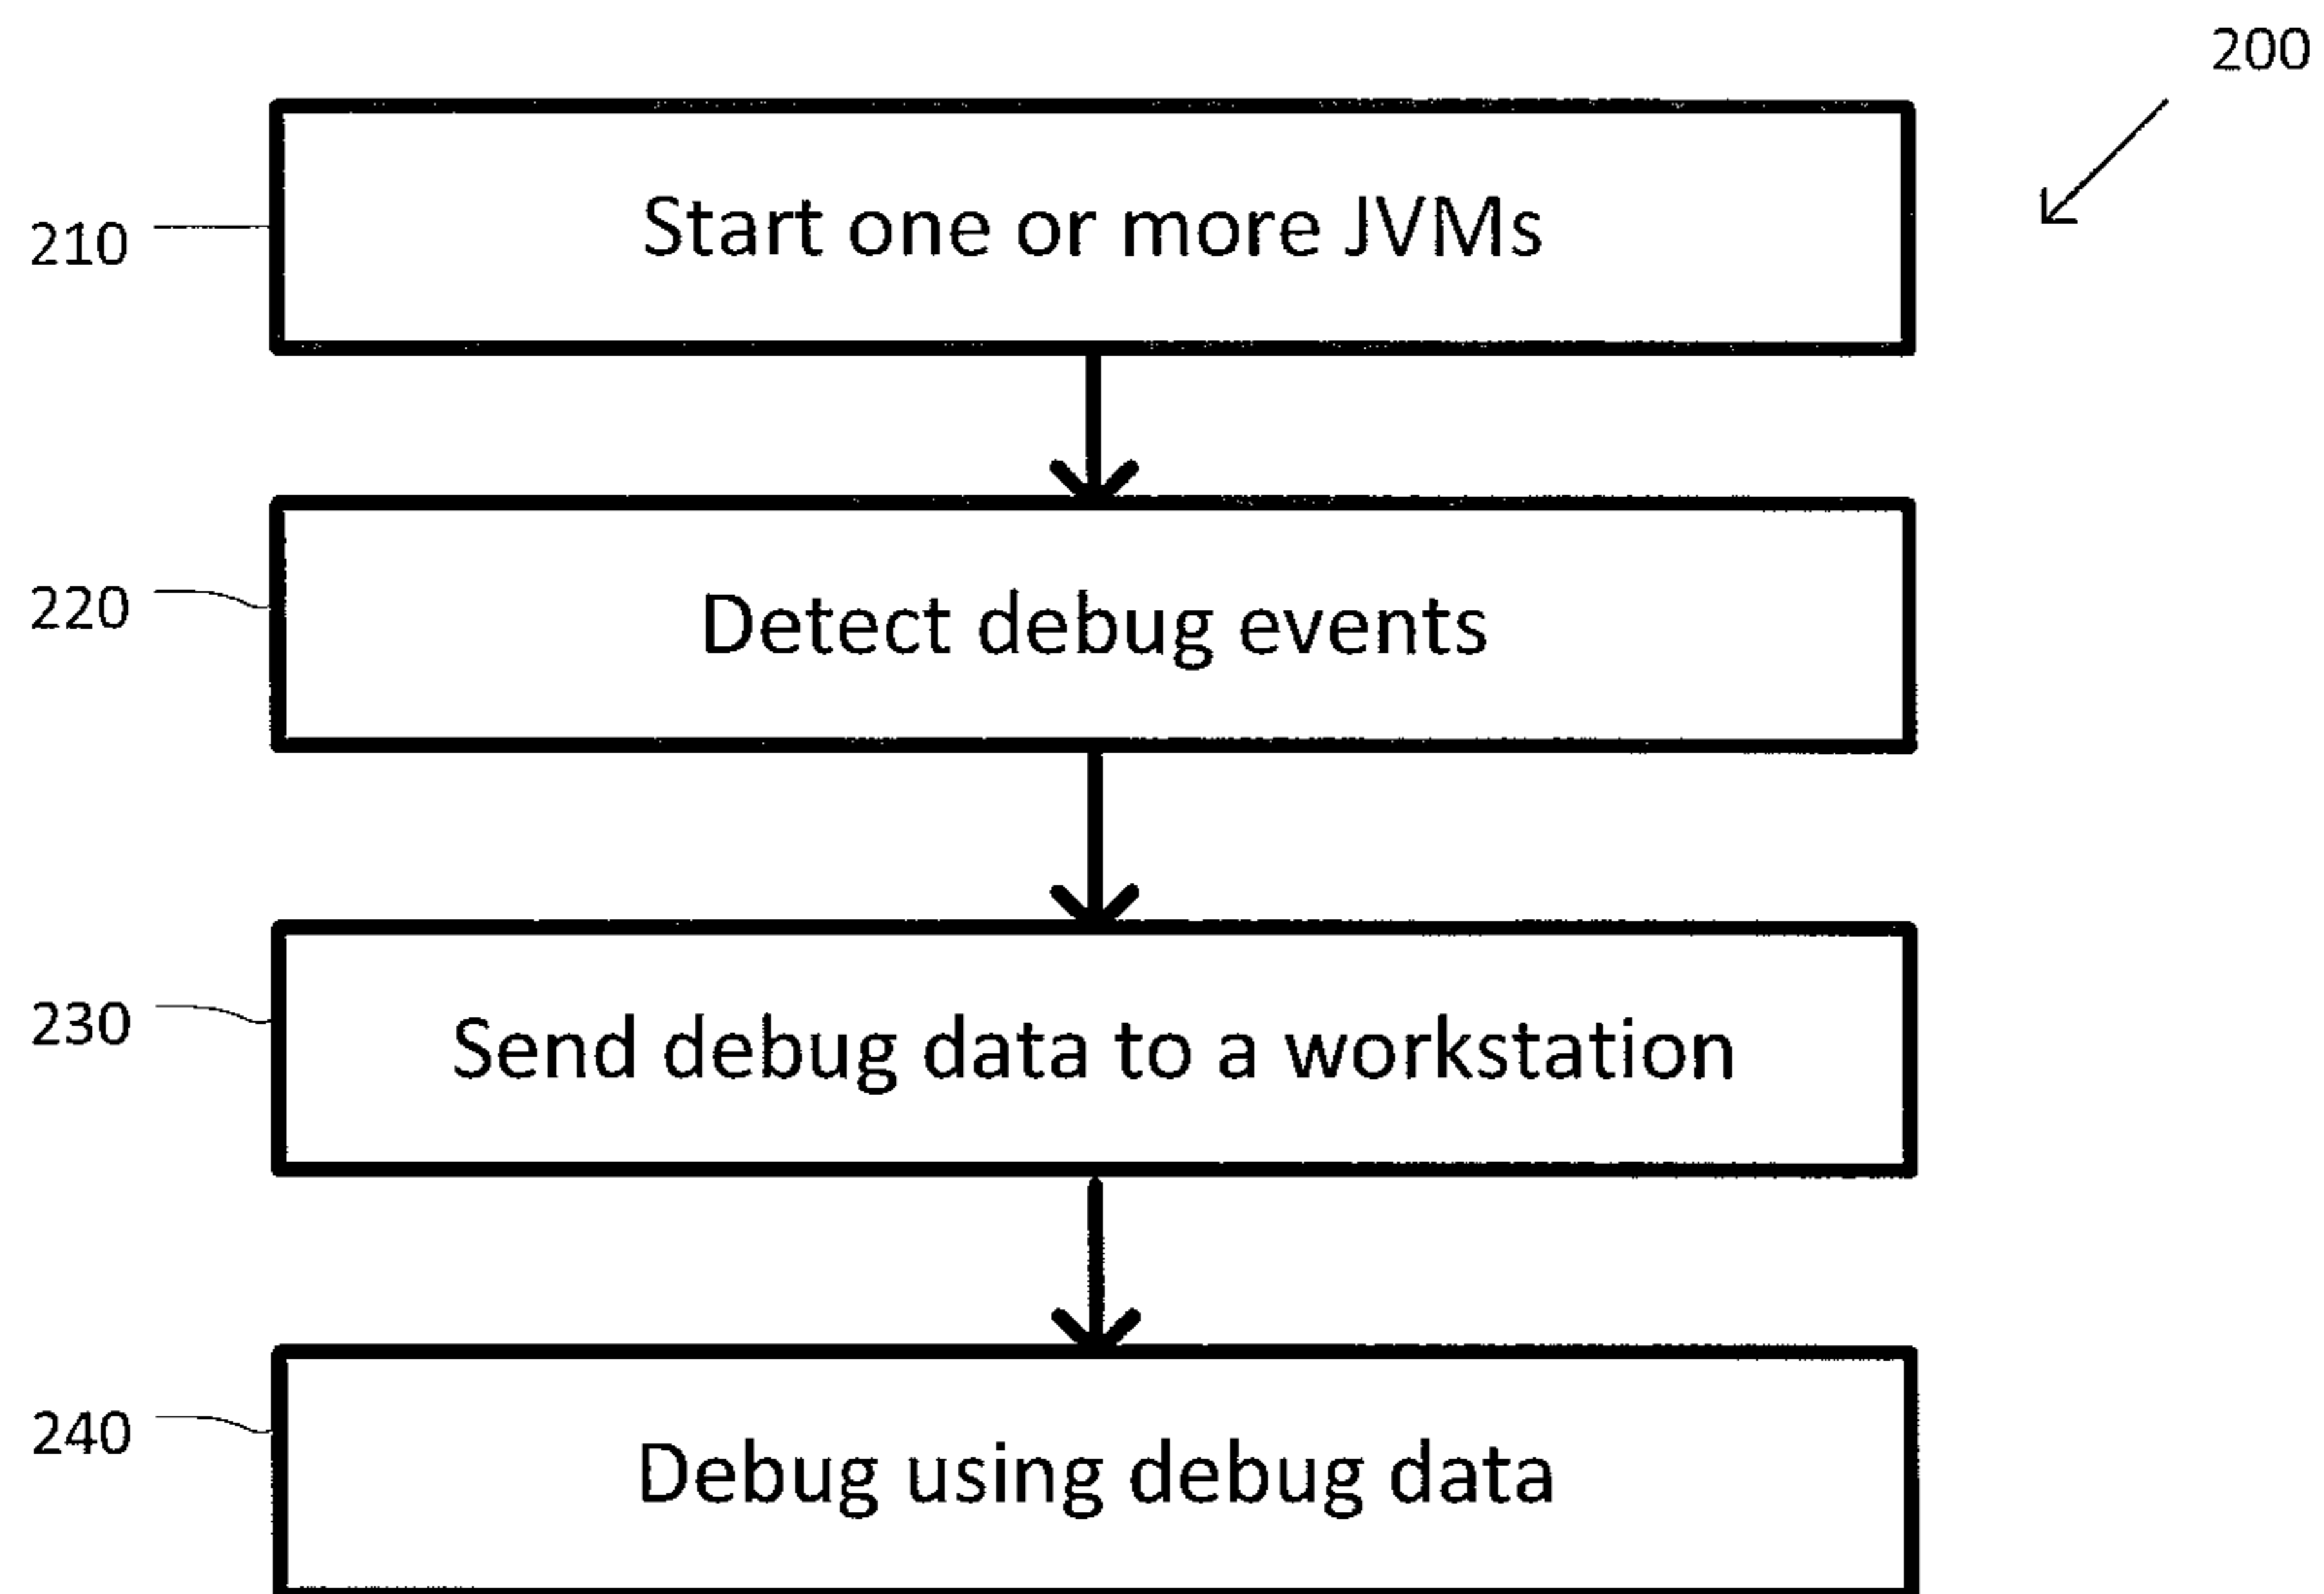 200
210
Start one or more JVMs
220
Detect debug events
230
Send debug data to a workstation
240
Debug using debug data